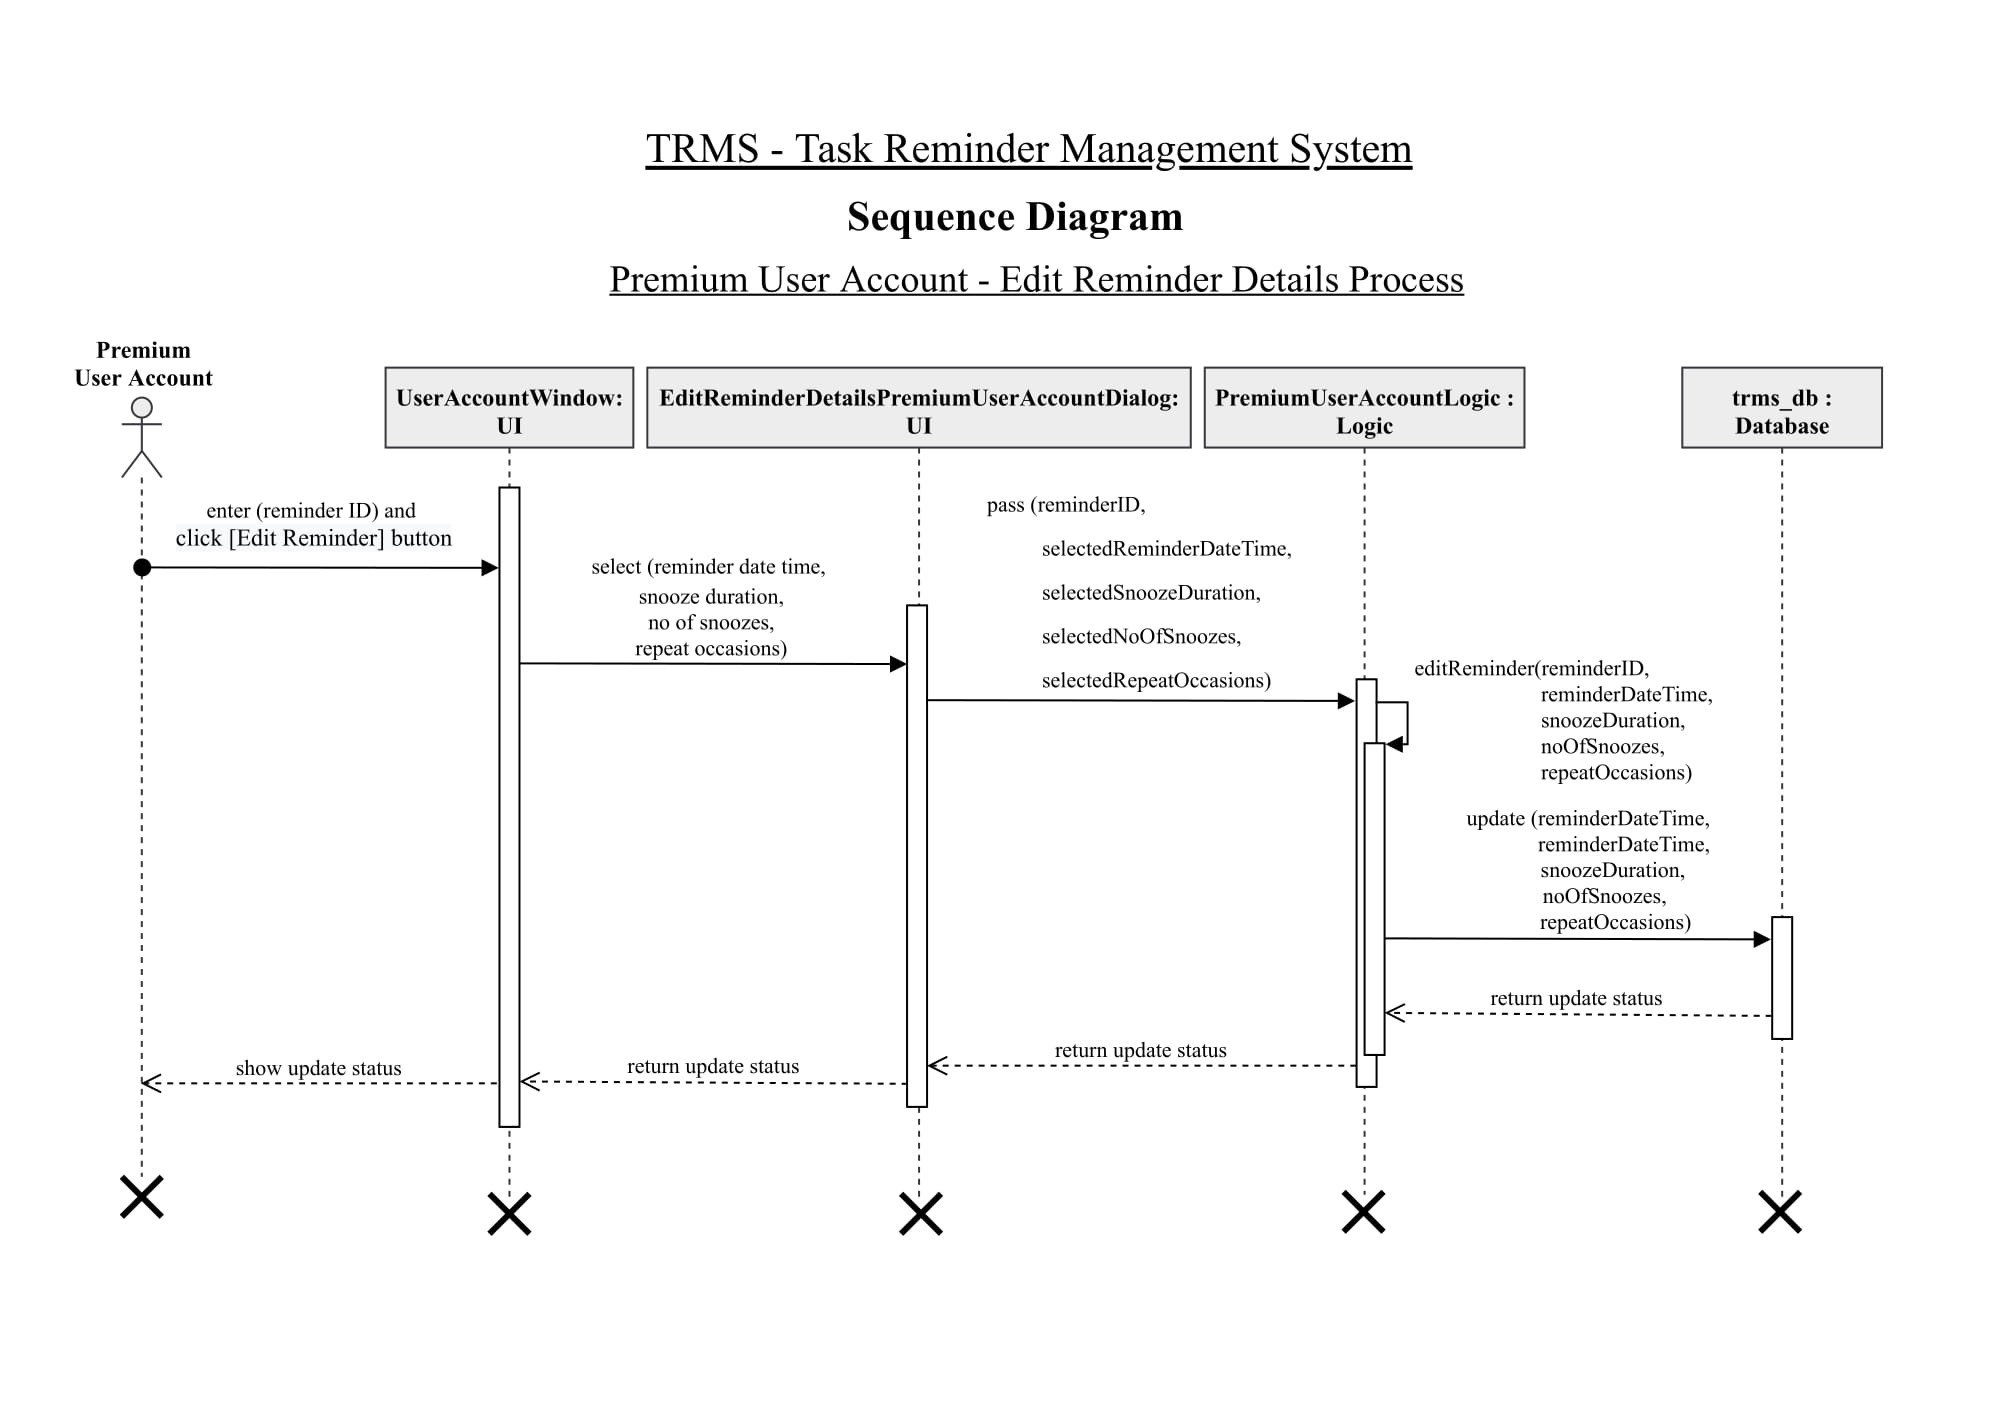 TRMS - Task Reminder Management System
Sequence Diagram
Premium User Account - Edit Reminder Details Process
Premium
User Account
UserAccountWindow:
UI
EditReminderDetailsPremiumUserAccountDialog:
UI
PremiumUserAccountLogic :
Logic
trms_db :
Database
enter (reminder ID) and
click [Edit Reminder] button
select (reminder date time,
snooze duration,
no of snoozes,
repeat occasions)
pass (reminderID,
selectedReminderDateTime,
selectedSnoozeDuration,
selectedNoOfSnoozes,
selectedRepeatOccasions)
editReminder(reminderID,
reminderDateTime,
snoozeDuration,
noOfSnoozes,
repeatOccasions)
update (reminderDateTime,
reminderDateTime,
snoozeDuration,
noOfSnoozes,
repeatOccasions)
return update status
return update status
return update status
show update status